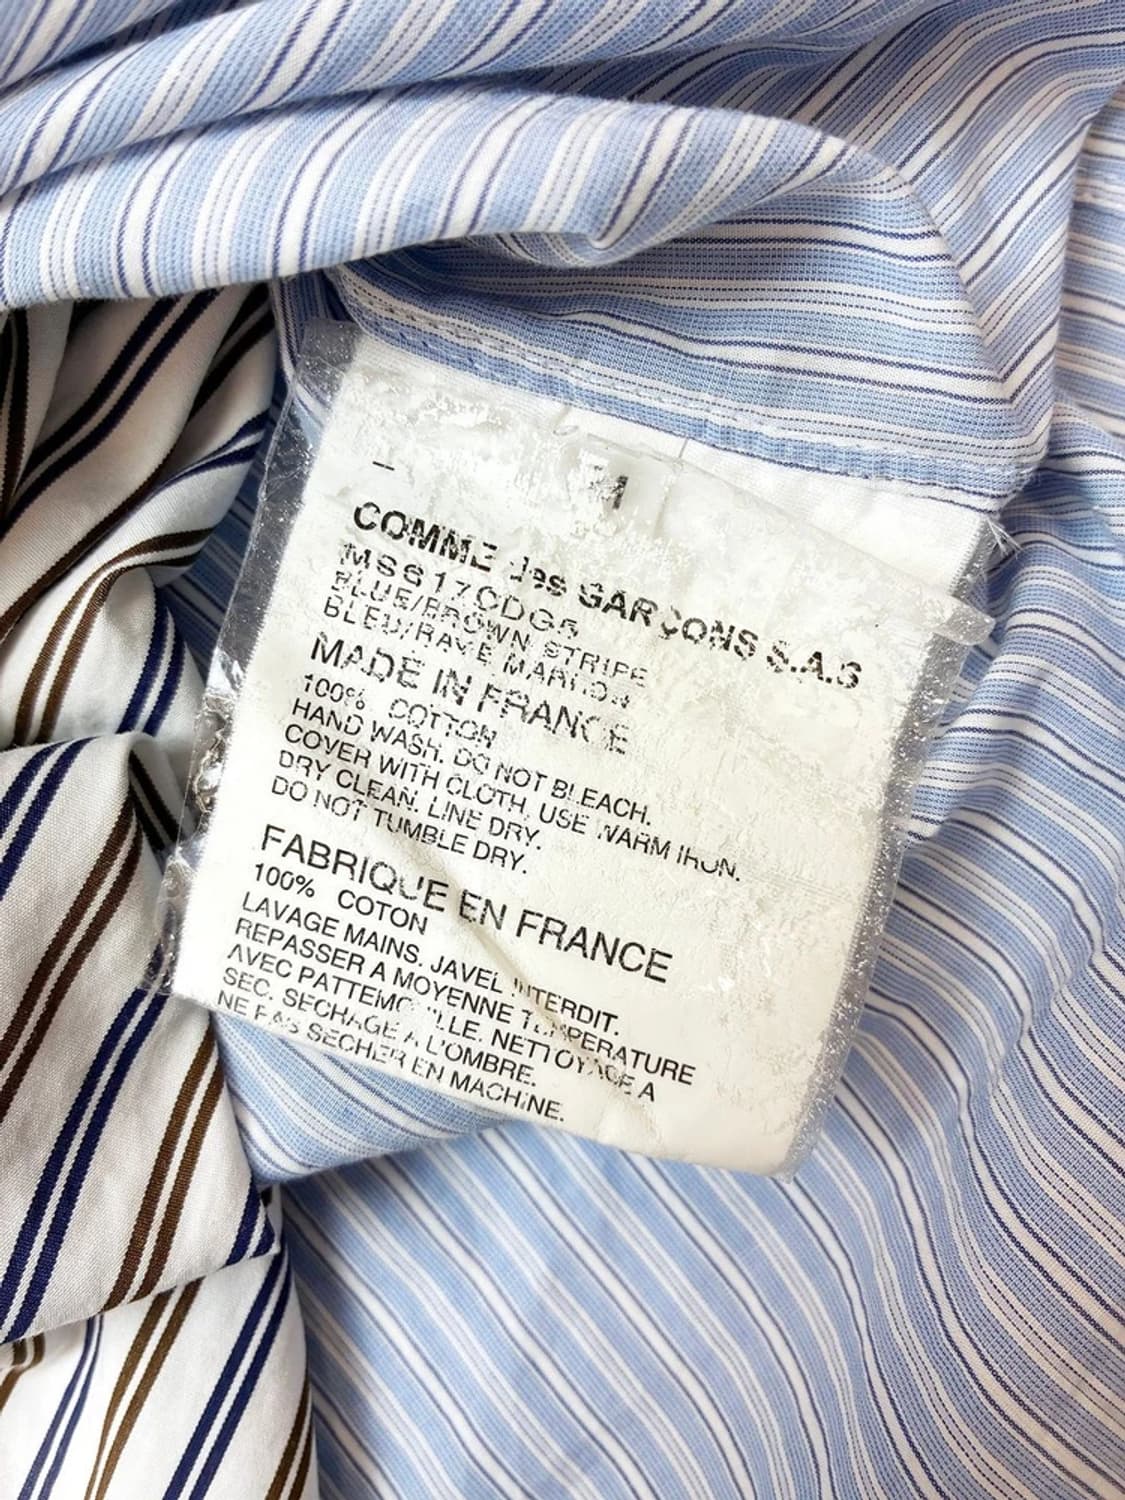 COMME des GARÇONS S.A.S
MSS17CDG5
BLUE/BROWN STRIPE
BLEU/RAYE MARRON
MADE IN FRANCE
100% COTTON
HAND WASH. DO NOT BLEACH.
COVER WITH CLOTH, USE WARM IRON.
DRY CLEAN. LINE DRY.
DO NOT TUMBLE DRY.
FABRIQUE EN FRANCE
100% COTON
LAVAGE MAINS. JAVEL INTERDIT.
REPASSER A MOYENNE TEMPERATURE
AVEC PATTEMOUILLE. NETTOYAGE A
SEC. SECHAGE A L'OMBRE.
NE PAS SECHER EN MACHINE.